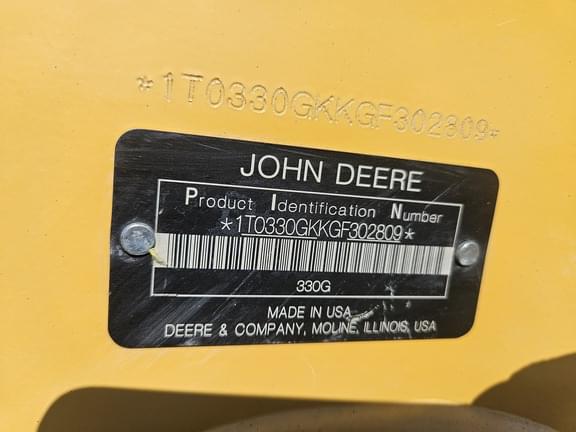 *1T0330GKKGF302809*
JOHN DEERE
Product Identification Number
*1T0330GKKGF302809*
330G
MADE IN USA
DEERE & COMPANY, MOLINE, ILLINOIS, USA